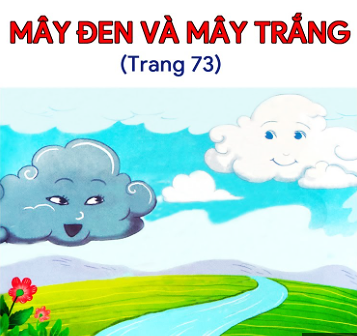 MÂY ĐEN VÀ MÂY TRẮNG
(Trang 73)